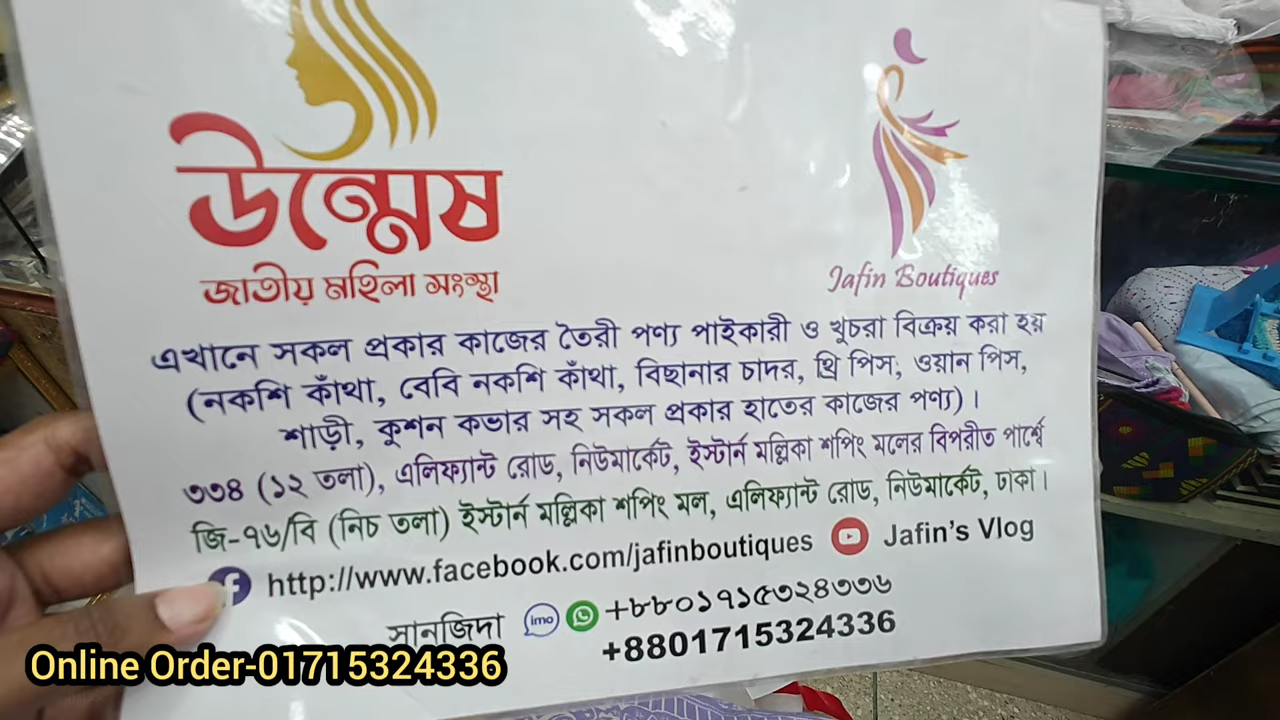 উন্মেষ
জাতীয় মহিলা সংস্থা
Jafin Boutiques
এখানে সকল প্রকার কাজের তৈরী পণ্য পাইকারী ও খুচরা বিক্রয় করা হয়
(নকশি কাঁথা, বেবি নকশি কাঁথা, বিছানার চাদর, থ্রি পিস, ওয়ান পিস,
শাড়ী, কুশন কভার সহ সকল প্রকার হাতের কাজের পণ্য)।
৩৩৪ (১২ তলা), এলিফ্যান্ট রোড, নিউমার্কেট, ইস্টার্ন মল্লিকা শপিং মলের বিপরীত পার্শ্বে
জি-৭৬/বি (নিচ তলা) ইস্টার্ন মল্লিকা শপিং মল, এলিফ্যান্ট রোড, নিউমার্কেট, ঢাকা।
http://www.facebook.com/jafinboutiques Jafin's Vlog
সানজিদা imo +৮৮০১৭১৫৩২৪৩৩৬
+8801715324336
Online Order-01715324336